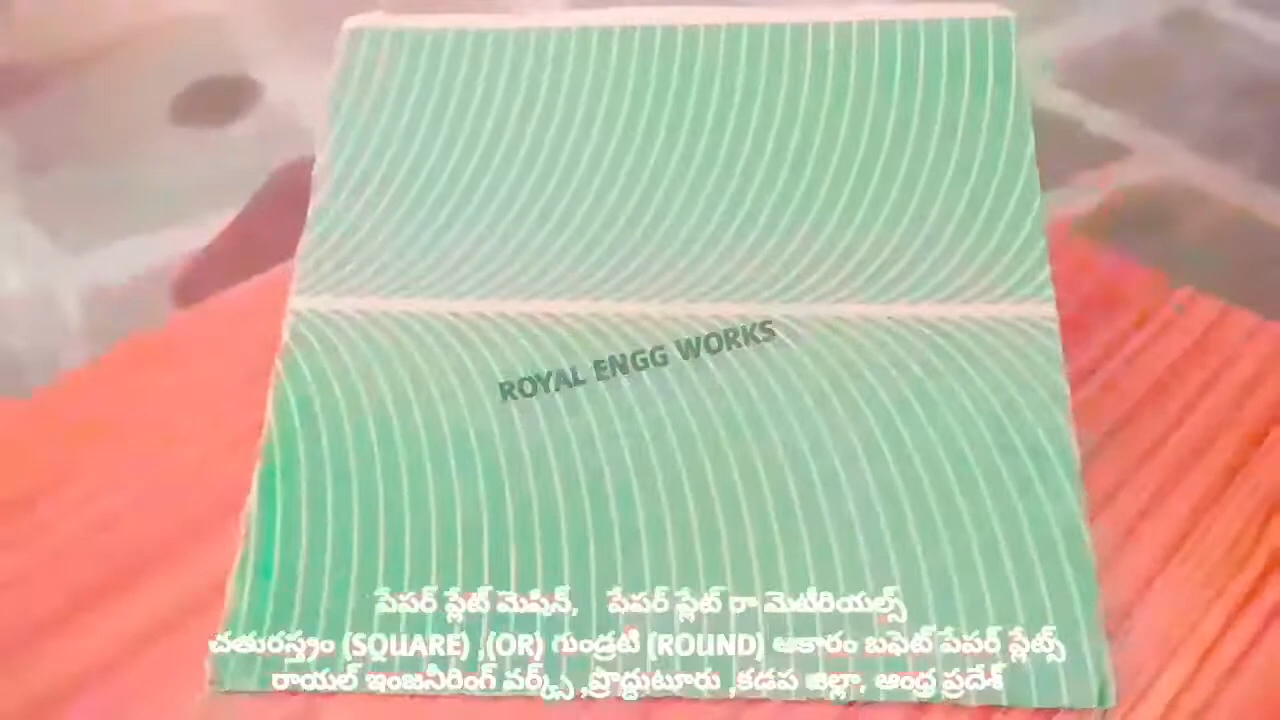 ROYAL ENGG WORKS
పేపర్ ప్లేట్ మెషిన్, పేపర్ ప్లేట్ రా మెటీరియల్స్
చతురస్త్రం (SQUARE) ,(OR) గుండ్రటి (ROUND) ఆకారం బఫెట్ పేపర్ ప్లేట్స్
రాయల్ ఇంజనీరింగ్ వర్క్స్ ,ప్రొద్దుటూరు ,కడప జిల్లా, ఆంధ్ర ప్రదేశ్